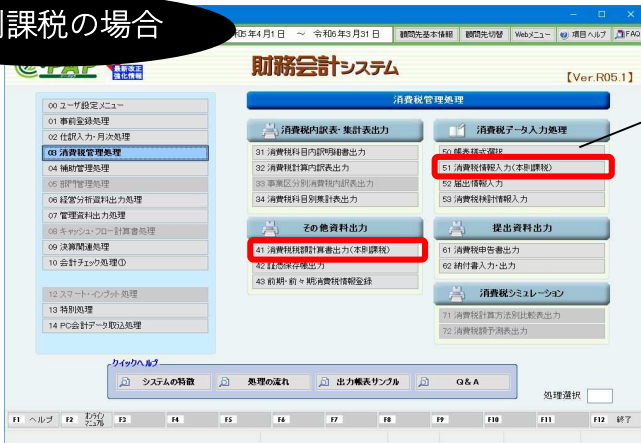 則課税の場合
和05年4月1日 ～ 令和06年3月31日 顧問先基本情報 顧問先切替 Webメニュー 項目ヘルプ FAQ
e-PAP 最新改正 強化情報 財務会計システム 【Ver.R05.1】
00 ユーザ設定メニュー
01 事前登録処理
02 仕訳入力・月次処理
03 消費税管理処理
04 補助管理処理
05 部門管理処理
06 経営分析資料出力処理
07 管理資料出力処理
08 キャッシュ・フロー計算書処理
09 決算関連処理
10 会計チェック処理①
12 スマート・インプット処理
13 特別処理
14 PC会計データ取込処理
消費税管理処理
消費税内訳表・集計表出力
31 消費税科目内訳明細書出力
32 消費税計算内訳表出力
33 事業区分別消費税内訳表出力
34 消費税科目別集計表出力
その他資料出力
41 消費税税額計算書出力(本則課税)
42 証憑保存帳出力
43 前期・前々期消費税情報登録
消費税データ入力処理
50 帳表様式選択
51 消費税情報入力(本則課税)
52 届出情報入力
53 消費税検討情報入力
提出資料出力
61 消費税申告書出力
62 納付書入力・出力
消費税シミュレーション
71 消費税計算方法別比較表出力
72 消費税額予測表出力
クイックヘルプ
システムの特徴 処理の流れ 出力帳表サンプル Q&A
処理選択
F1 ヘルプ F2 オンラインマニュアル F3 F4 F5 F6 F7 F8 F9 F10 F11 F12 終了